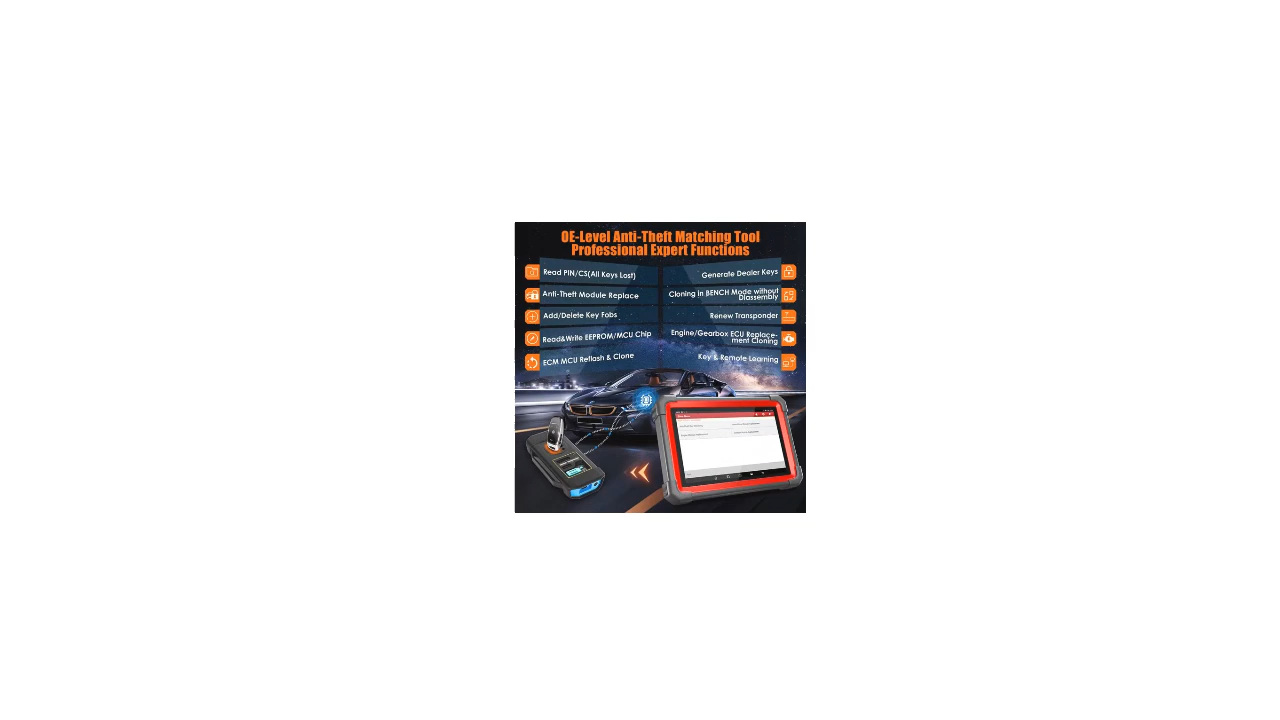 OE-Level Anti-Theft Matching Tool
Professional Expert Functions
Read PIN/CS(All Keys Lost)
Anti-Theft Module Replace
Add/Delete Key Fobs
Read&Write EEPROM/MCU Chip
ECM MCU Reflash & Clone
Generate Dealer Keys
Cloning in BENCH Mode without
Diassembly
Renew Transponder
Engine/Gearbox ECU Replace-
ment Cloning
Key & Remote Learning